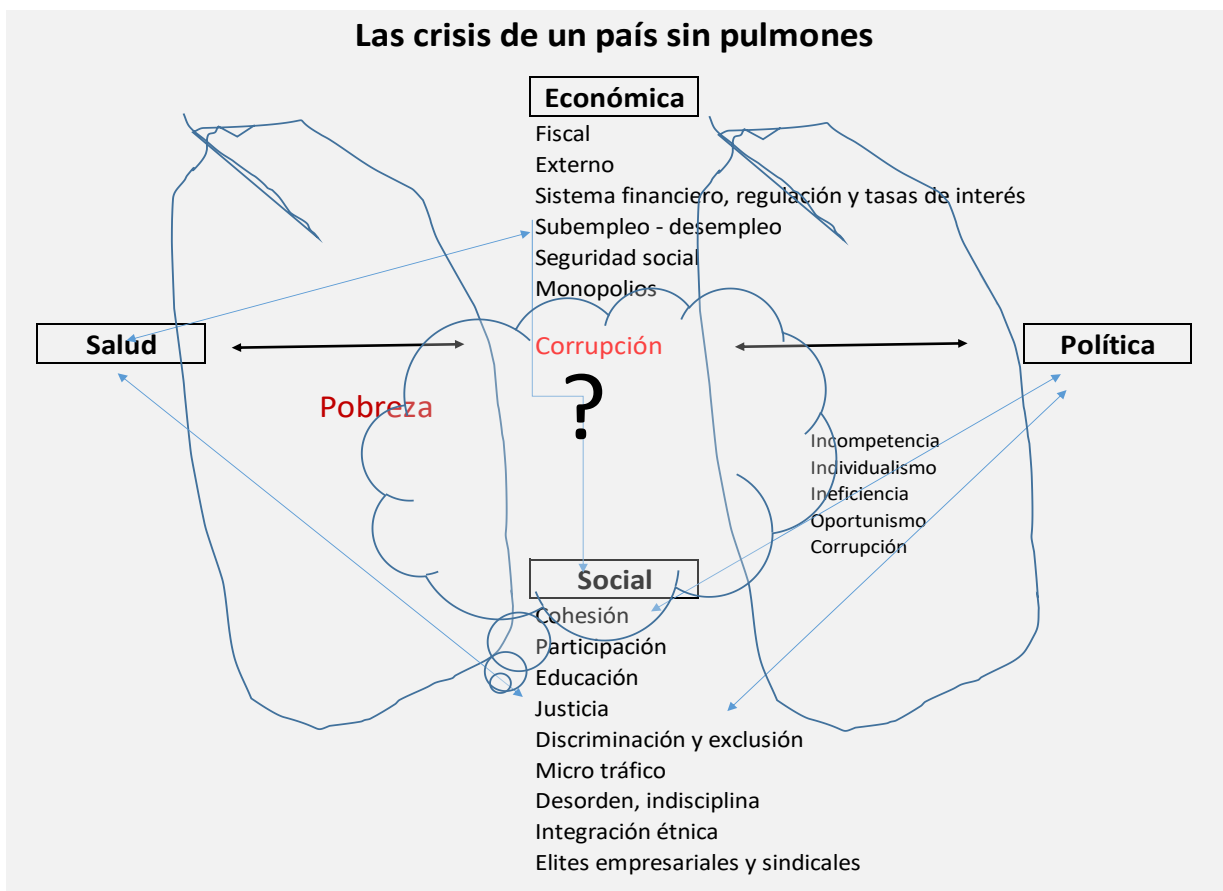 Las crisis de un país sin pulmones
Económica
Fiscal
Externo
Sistema financiero, regulación y tasas de interés
Subempleo - desempleo
Seguridad social
Monopolios
Salud
Corrupción
Política
?
Pobreza
Incompetencia
Individualismo
Ineficiencia
Oportunismo
Corrupción
Social
Cohesión
Participación
Educación
Justicia
Discriminación y exclusión
Micro tráfico
Desorden, indisciplina
Integración étnica
Elites empresariales y sindicales